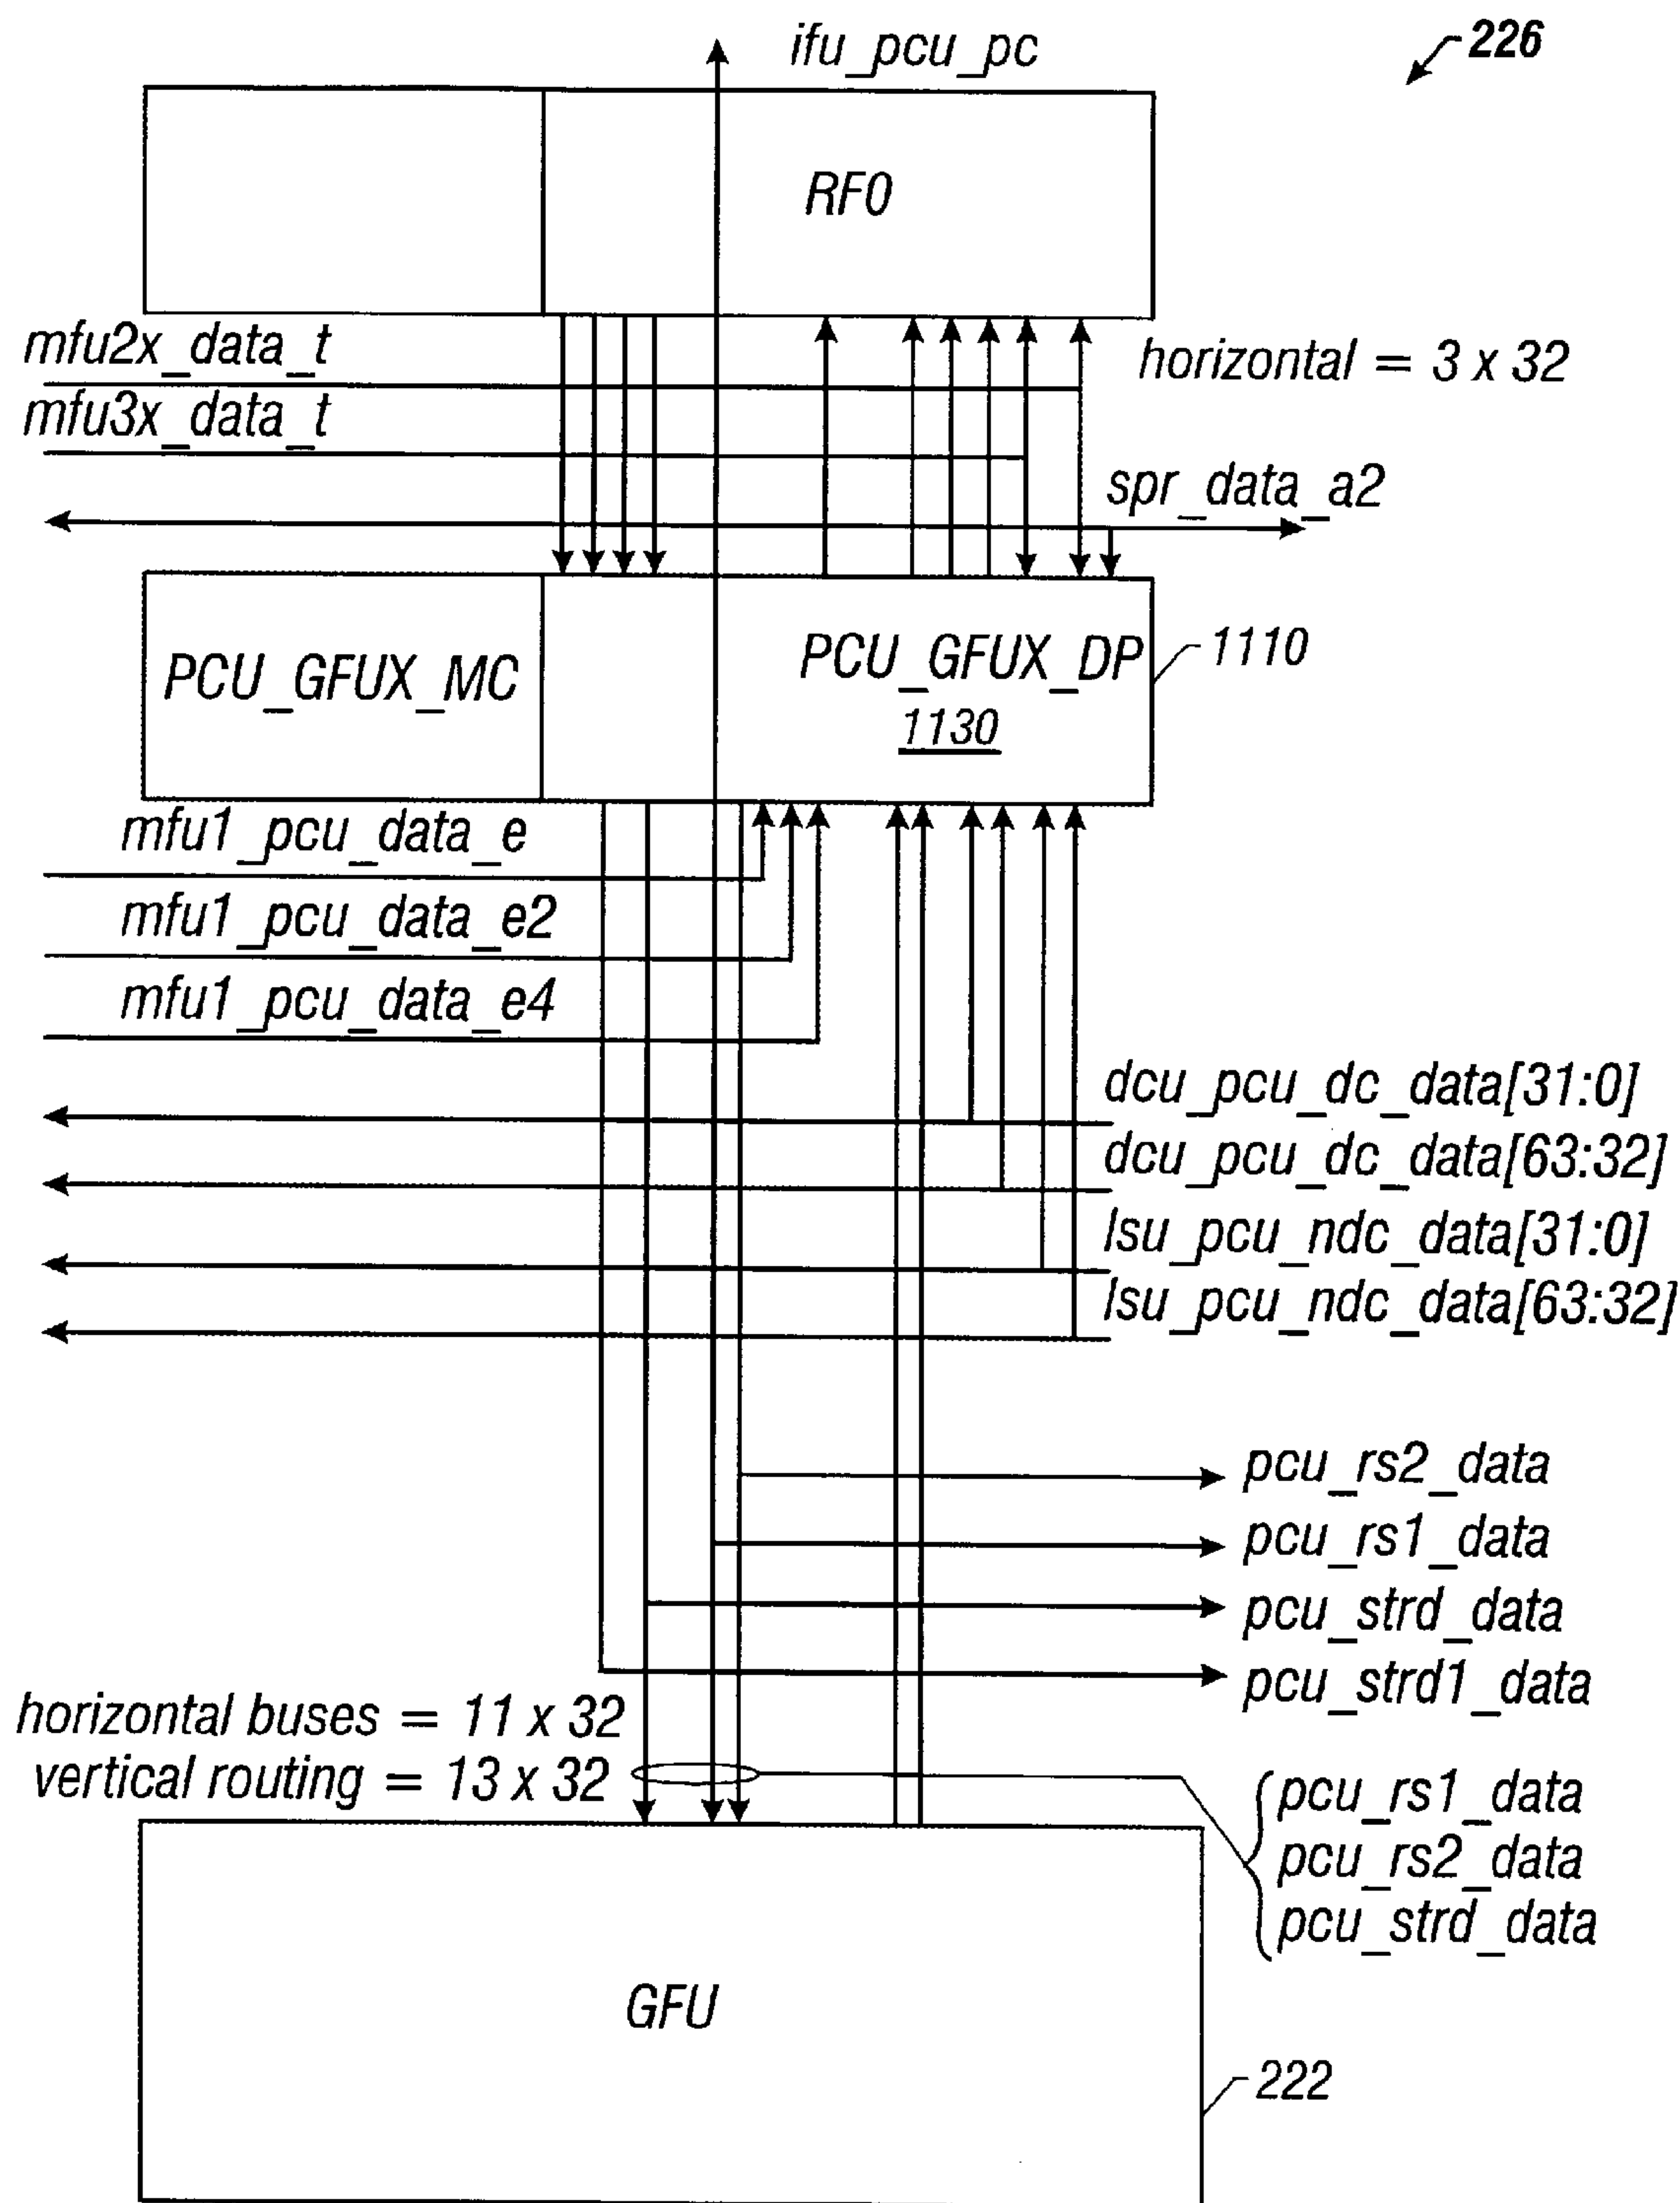 ifu_pcu_pc
226
RF0
mfu2x_data_t
horizontal = 3 x 32
mfu3x_data_t
spr_data_a2
PCU_GFUX_MC
PCU_GFUX_DP
1110
1130
mfu1_pcu_data_e
mfu1_pcu_data_e2
mfu1_pcu_data_e4
dcu_pcu_dc_data[31:0]
dcu_pcu_dc_data[63:32]
lsu_pcu_ndc_data[31:0]
lsu_pcu_ndc_data[63:32]
pcu_rs2_data
pcu_rs1_data
pcu_strd_data
pcu_strd1_data
horizontal buses = 11 x 32
vertical routing = 13 x 32
pcu_rs1_data
pcu_rs2_data
pcu_strd_data
GFU
222